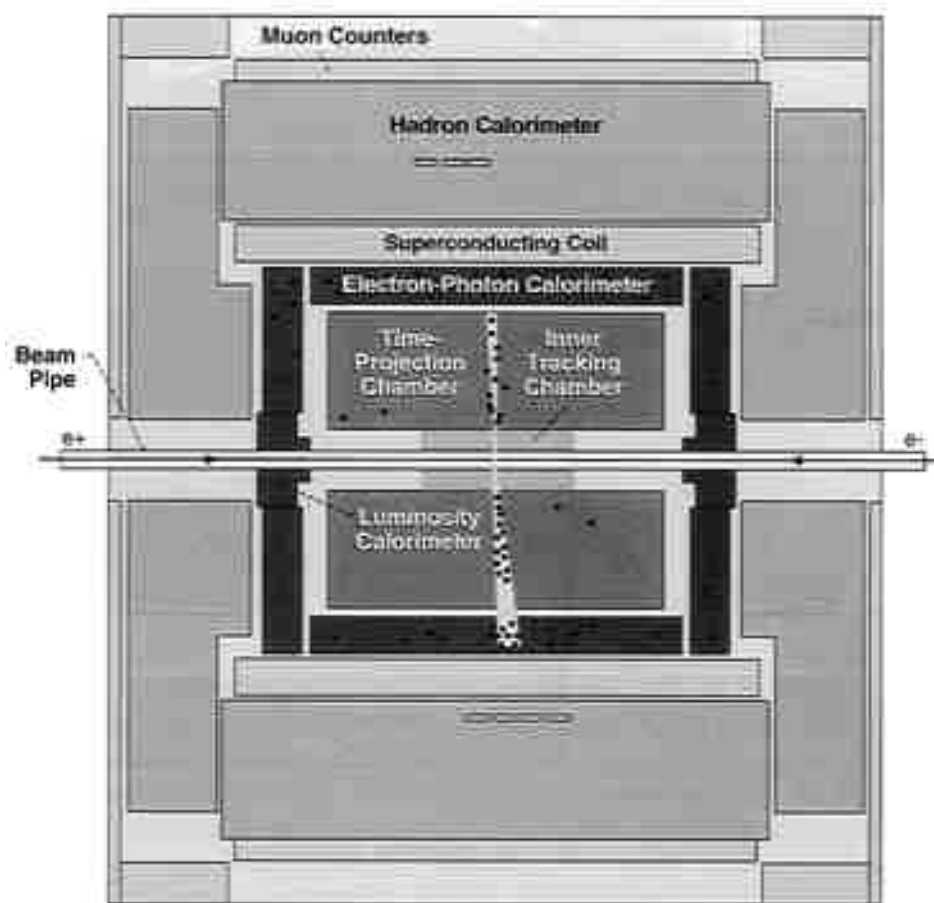 Muon Counters
Hadron Calorimeter
Superconducting Coil
Electron-Photon Calorimeter
Time-
Projection
Chamber
Inner
Tracking
Chamber
Beam
Pipe
e+
e-
Luminosity
Calorimeter